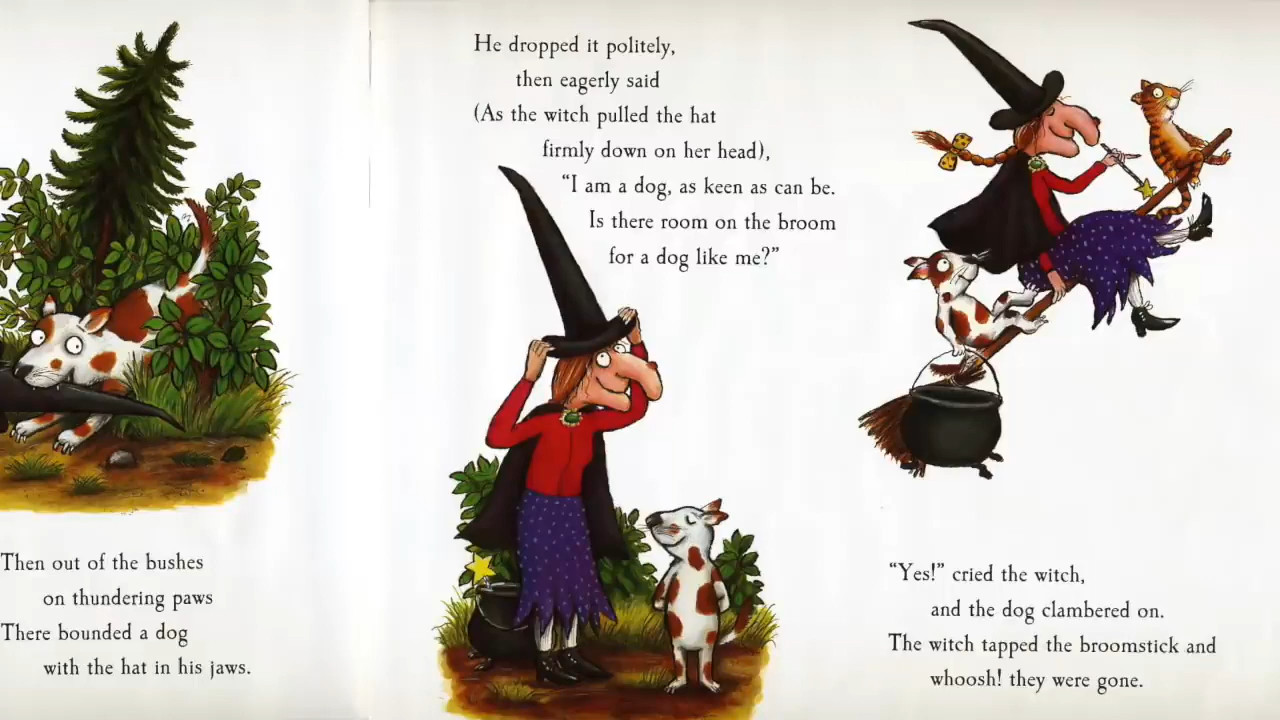 Then out of the bushes
on thundering paws
There bounded a dog
with the hat in his jaws.
He dropped it politely,
then eagerly said
(As the witch pulled the hat
firmly down on her head),
“I am a dog, as keen as can be.
Is there room on the broom
for a dog like me?”
“Yes!” cried the witch,
and the dog clambered on.
The witch tapped the broomstick and
whoosh! they were gone.